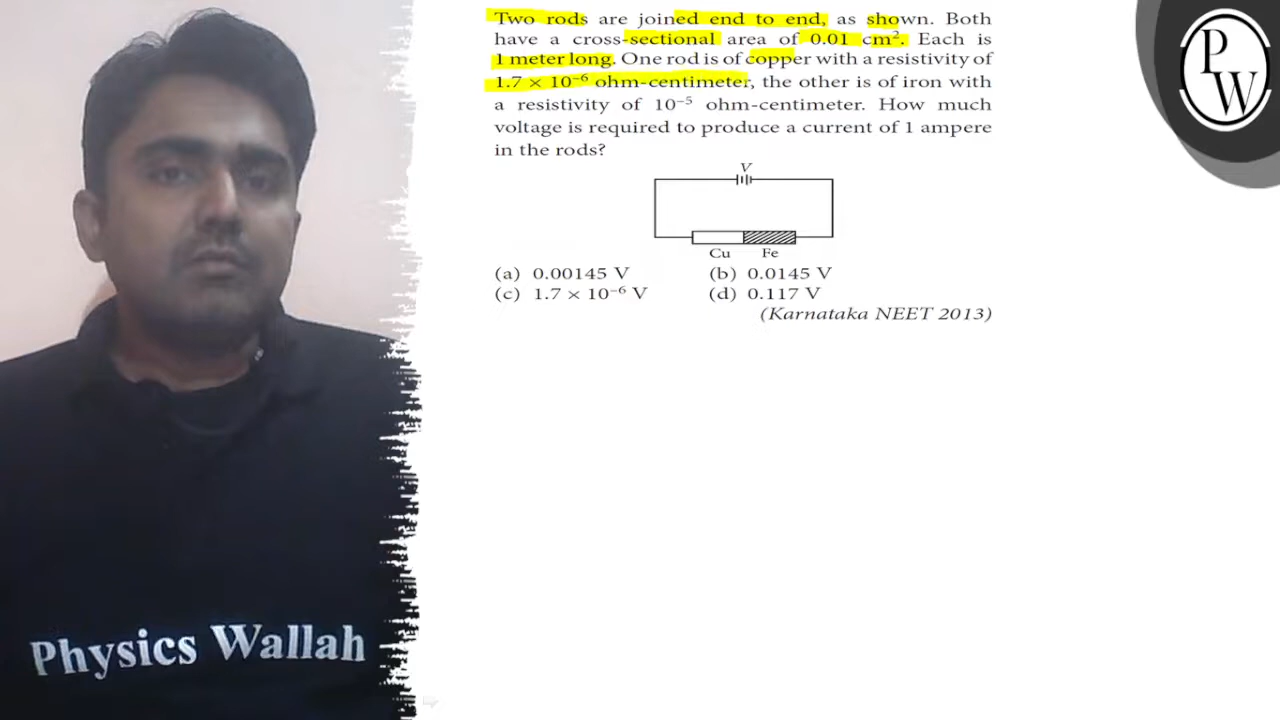 Two rods are joined end to end, as shown. Both
have a cross-sectional area of 0.01 cm². Each is
1 meter long. One rod is of copper with a resistivity of
1.7 × 10⁻⁶ ohm-centimeter, the other is of iron with
a resistivity of 10⁻⁵ ohm-centimeter. How much
voltage is required to produce a current of 1 ampere
in the rods?
V
Cu Fe
(a) 0.00145 V (b) 0.0145 V
(c) 1.7 × 10⁻⁶ V (d) 0.117 V
(Karnataka NEET 2013)
P
W
Physics Wallah